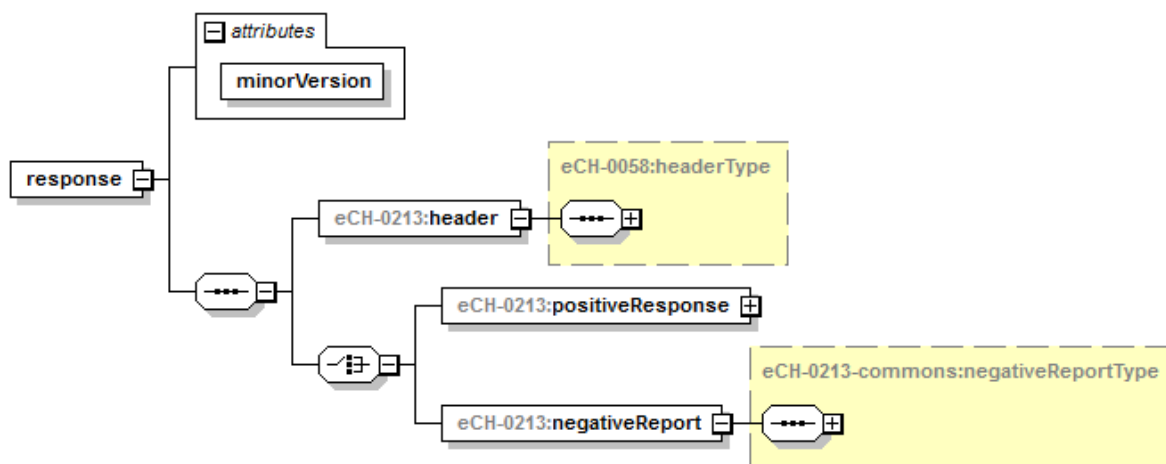 attributes
minorVersion
response
eCH-0058:headerType
eCH-0213:header
eCH-0213:positiveResponse
eCH-0213-commons:negativeReportType
eCH-0213:negativeReport